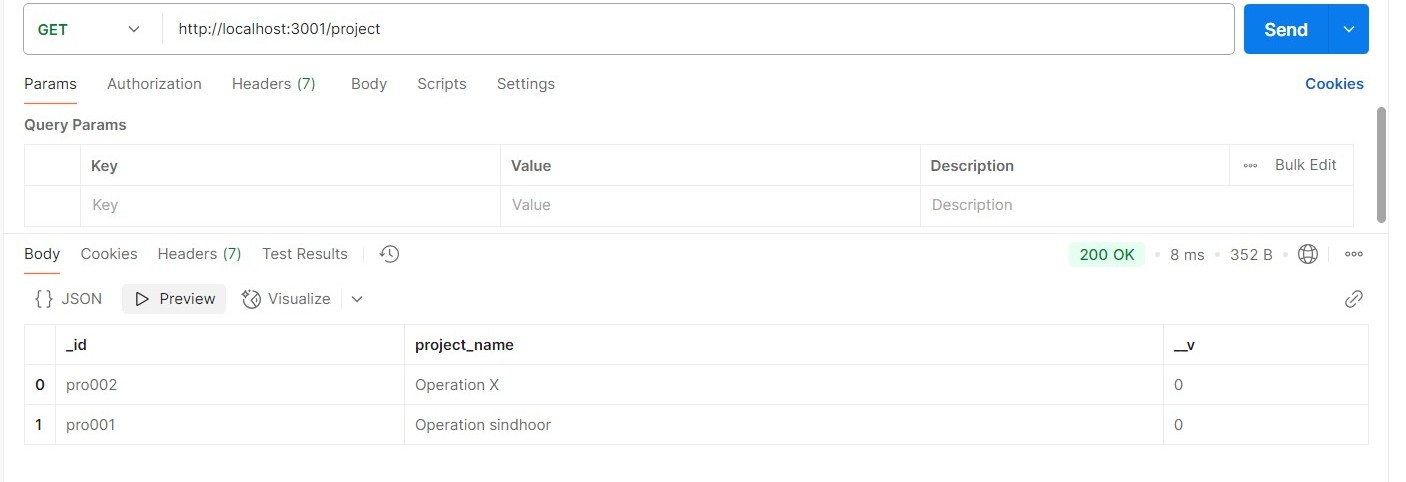 GET http://localhost:3001/project Send
Params Authorization Headers (7) Body Scripts Settings Cookies
Query Params
Key Value Description Bulk Edit
Key Value Description
Body Cookies Headers (7) Test Results 200 OK 8 ms 352 B
{} JSON Preview Visualize
_id project_name __v
0 pro002 Operation X 0
1 pro001 Operation sindhoor 0